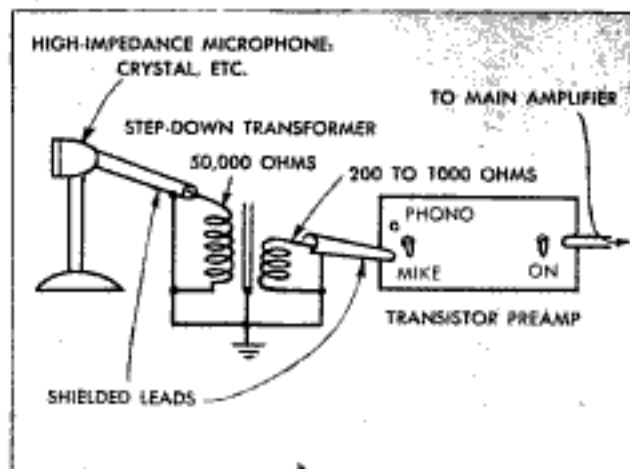 HIGH-IMPEDANCE MICROPHONE:
CRYSTAL, ETC.
TO MAIN AMPLIFIER
STEP-DOWN TRANSFORMER
50,000 OHMS
200 TO 1000 OHMS
PHONO
MIKE
ON
TRANSISTOR PREAMP
SHIELDED LEADS